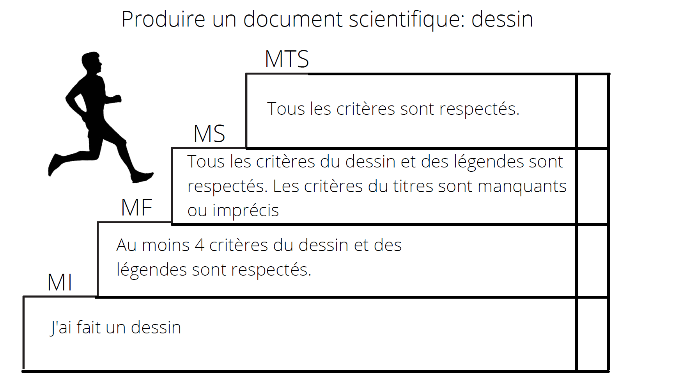 Produire un document scientifique: dessin
MTS
Tous les critères sont respectés.
MS
Tous les critères du dessin et des légendes sont
respectés. Les critères du titres sont manquants
ou imprécis
MF
Au moins 4 critères du dessin et des
légendes sont respectés.
MI
J'ai fait un dessin